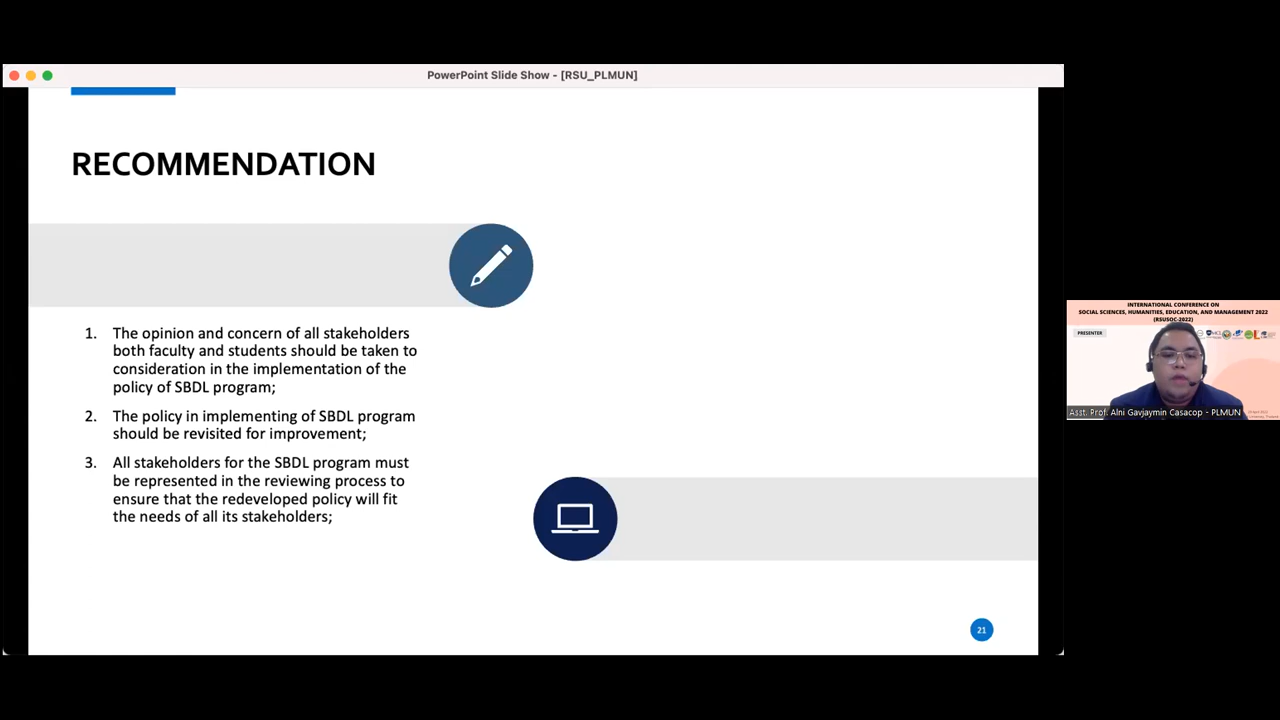 PowerPoint Slide Show - [RSU_PLMUN]
RECOMMENDATION
1. The opinion and concern of all stakeholders
both faculty and students should be taken to
consideration in the implementation of the
policy of SBDL program;
2. The policy in implementing of SBDL program
should be revisited for improvement;
3. All stakeholders for the SBDL program must
be represented in the reviewing process to
ensure that the redeveloped policy will fit
the needs of all its stakeholders;
21
INTERNATIONAL CONFERENCE ON
SOCIAL SCIENCES, HUMANITIES, EDUCATION, AND MANAGEMENT 2022
(RSUSOC-2022)
PRESENTER
Asst. Prof. Alni Gavjaymin Casacop - PLMUN